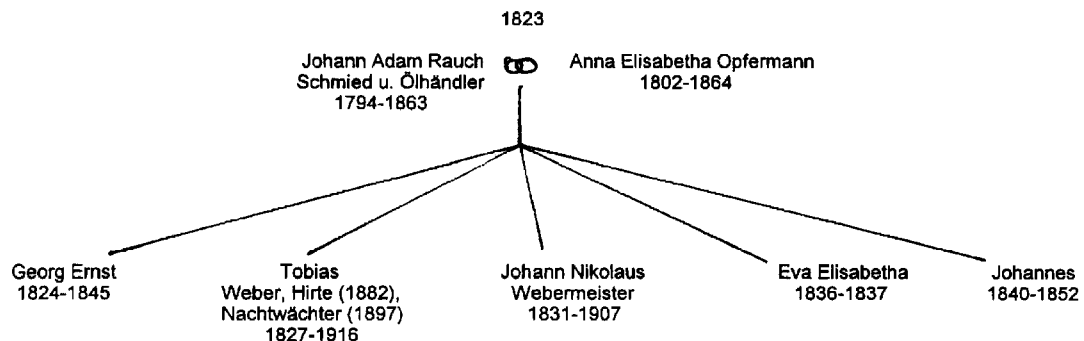 1823
Johann Adam Rauch
Schmied u. Ölhändler
1794-1863
Anna Elisabetha Opfermann
1802-1864
Georg Ernst
1824-1845
Tobias
Weber, Hirte (1882),
Nachtwächter (1897)
1827-1916
Johann Nikolaus
Webermeister
1831-1907
Eva Elisabetha
1836-1837
Johannes
1840-1852